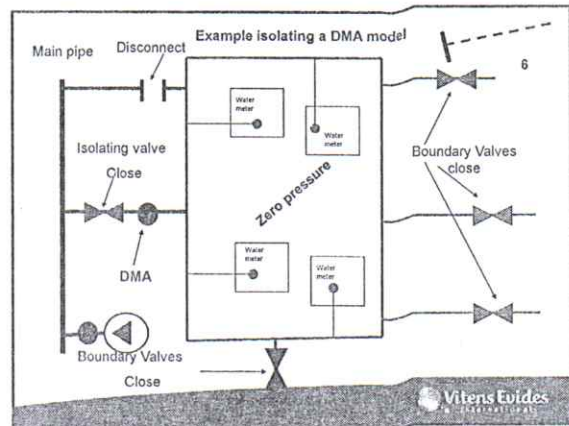 Example isolating a DMA model
Main pipe
Disconnect
6
Water
meter
Water
meter
Isolating valve
Close
Boundary Valves
close
Zero pressure
DMA
Water
meter
Water
meter
Boundary Valves
Close
Vitens Evides
International